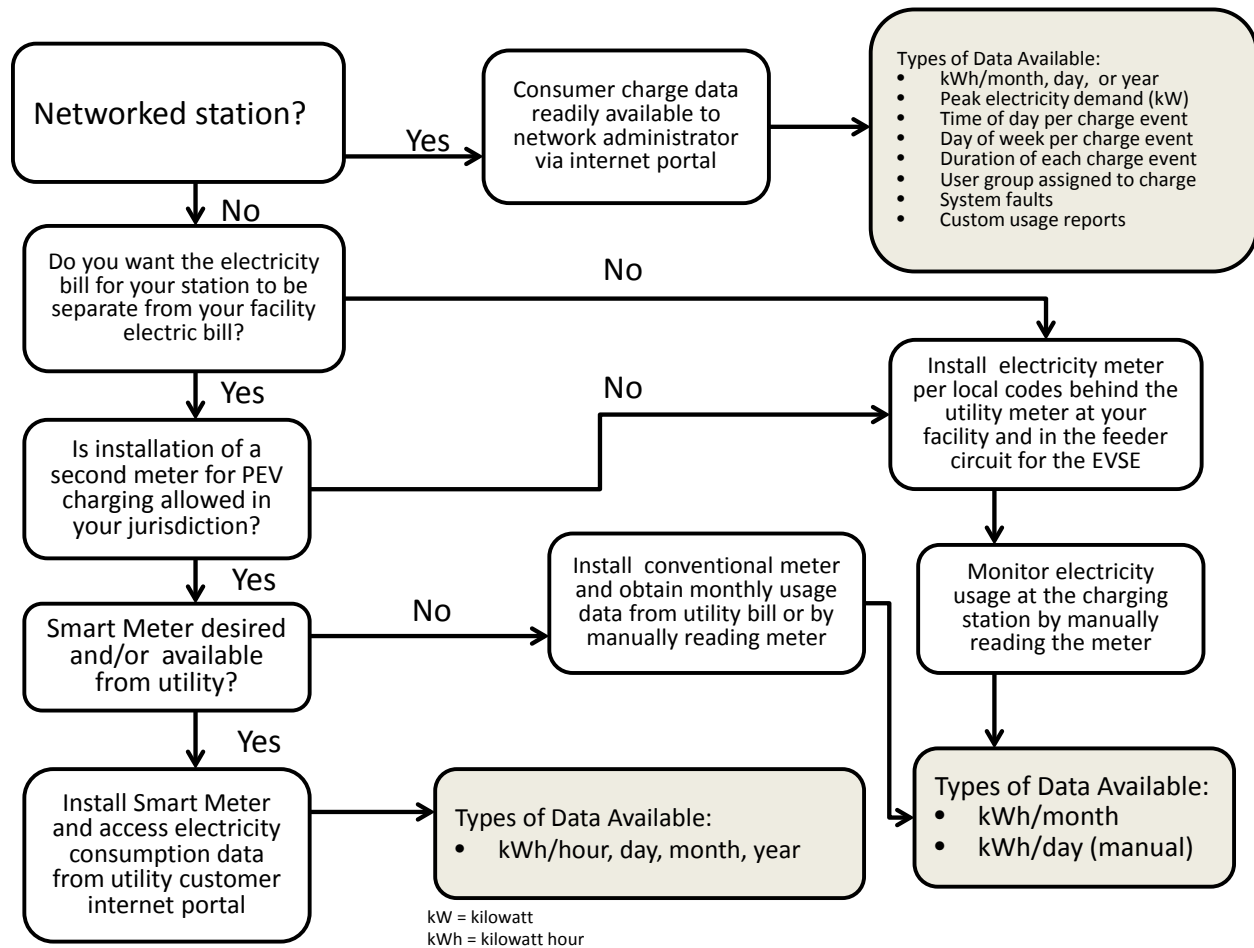 Networked station?
Yes
Consumer charge data
readily available to
network administrator
via internet portal
Types of Data Available:
• kWh/month, day, or year
• Peak electricity demand (kW)
• Time of day per charge event
• Day of week per charge event
• Duration of each charge event
• User group assigned to charge
• System faults
• Custom usage reports
No
Do you want the electricity
bill for your station to be
separate from your facility
electric bill?
No
Install electricity meter
per local codes behind the
utility meter at your
facility and in the feeder
circuit for the EVSE
Yes
Is installation of a
second meter for PEV
charging allowed in
your jurisdiction?
No
Yes
Smart Meter desired
and/or available
from utility?
No
Install conventional meter
and obtain monthly usage
data from utility bill or by
manually reading meter
Monitor electricity
usage at the charging
station by manually
reading the meter
Yes
Install Smart Meter
and access electricity
consumption data
from utility customer
internet portal
Types of Data Available:
• kWh/hour, day, month, year
Types of Data Available:
• kWh/month
• kWh/day (manual)
kW = kilowatt
kWh = kilowatt hour